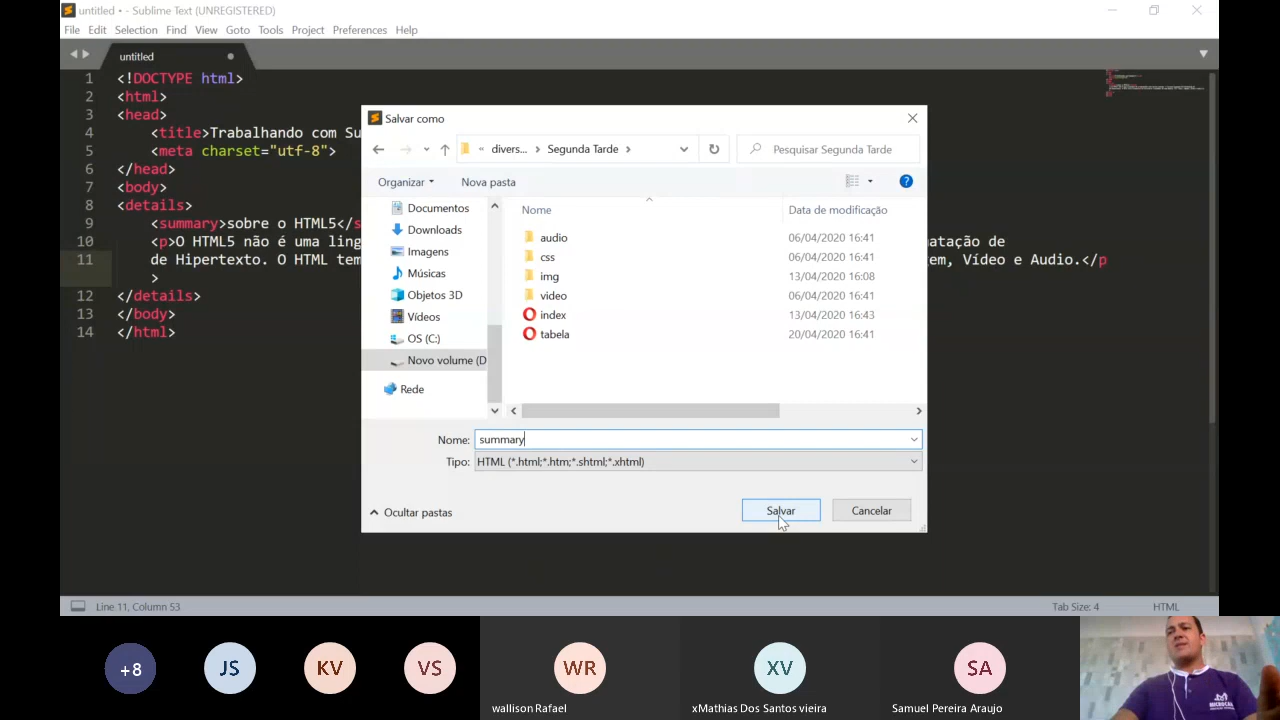 untitled • - Sublime Text (UNREGISTERED)
File Edit Selection Find View Goto Tools Project Preferences Help
untitled
1 <!DOCTYPE html>
2 <html>
3 <head>
4 <title>Trabalhando com Su
5 <meta charset="utf-8">
6 </head>
7 <body>
8 <details>
9 <summary>sobre o HTML5</s
10 <p>O HTML5 não é uma ling matação de
11 de Hipertexto. O HTML tem em, Vídeo e Audio.</p
>
12 </details>
13 </body>
14 </html>
Salvar como
« divers... > Segunda Tarde >
Pesquisar Segunda Tarde
Organizar
Nova pasta
Documentos
Downloads
Imagens
Músicas
Objetos 3D
Vídeos
OS (C:)
Novo volume (D
Rede
Nome Data de modificação
audio 06/04/2020 16:41
css 06/04/2020 16:41
img 13/04/2020 16:08
video 06/04/2020 16:41
index 13/04/2020 16:43
tabela 20/04/2020 16:41
Nome: summary
Tipo: HTML (*.html;*.htm;*.shtml;*.xhtml)
Ocultar pastas
Salvar
Cancelar
Line 11, Column 53
Tab Size: 4
HTML
+8
JS
KV
VS
WR
XV
SA
wallison Rafael
xMathias Dos Santos vieira
Samuel Pereira Araujo